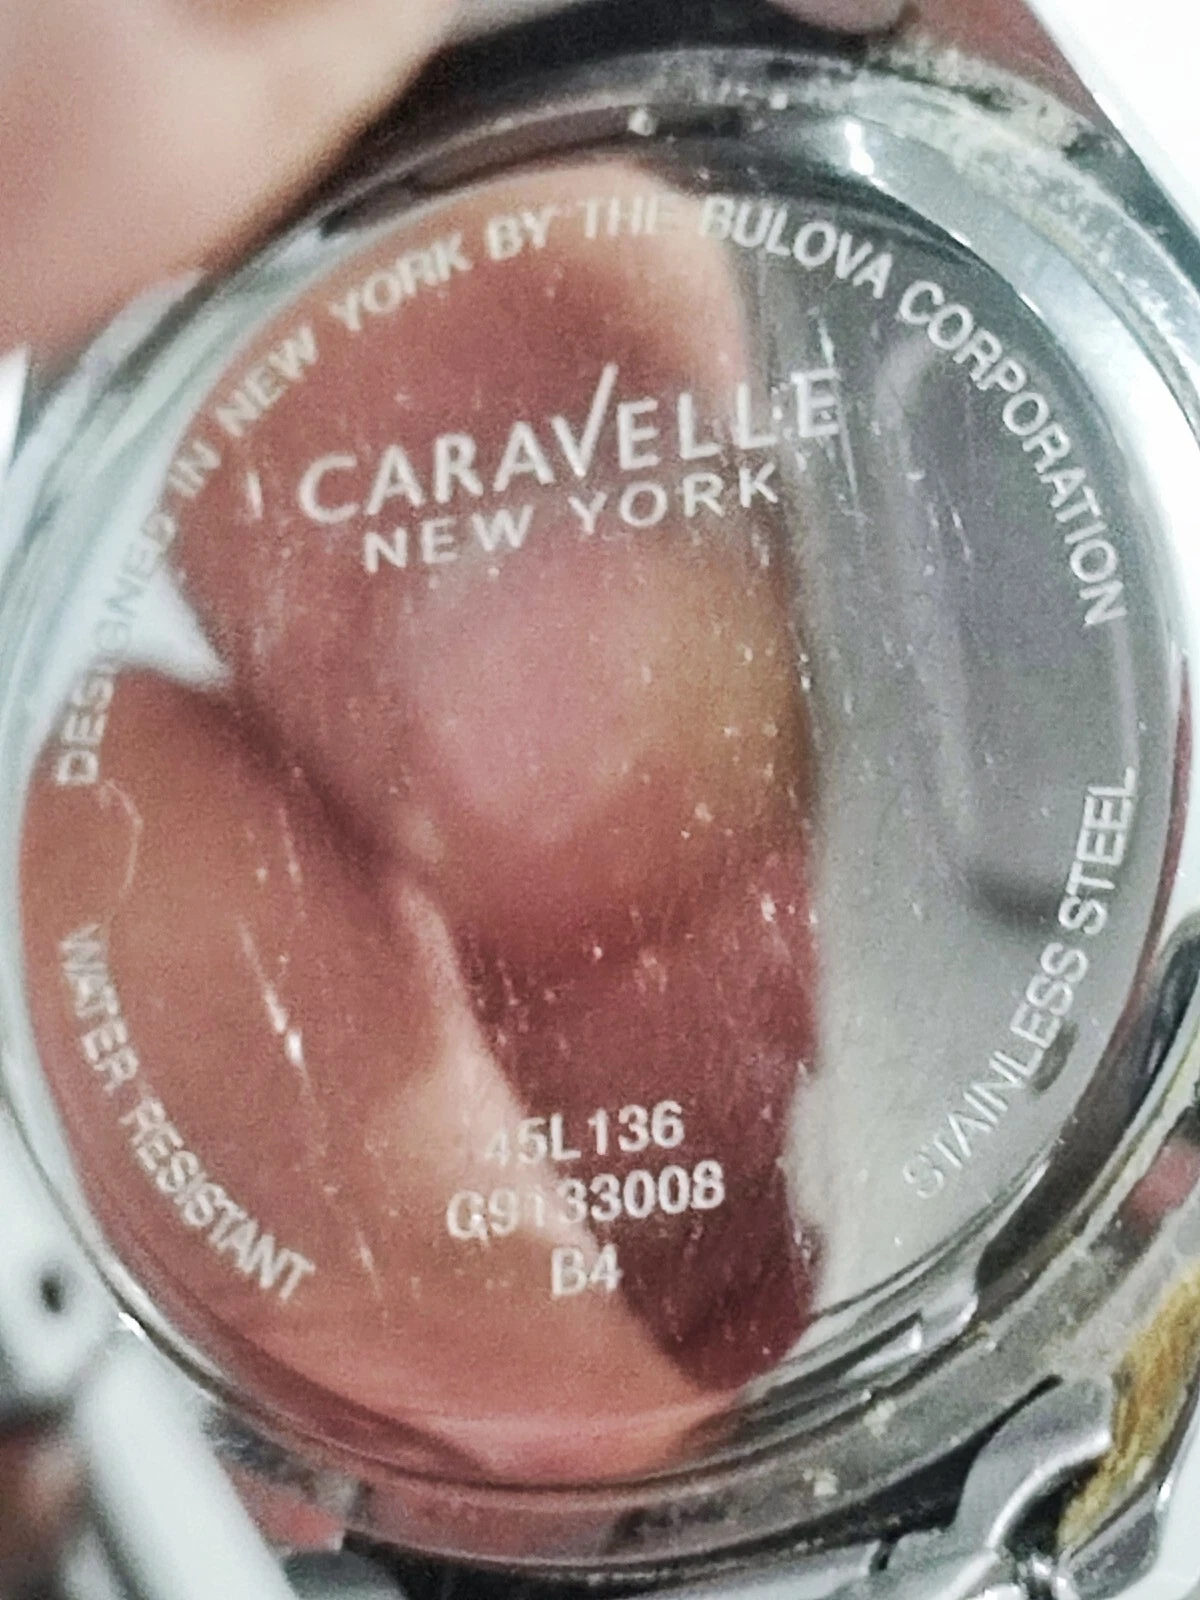 DESIGNED IN NEW YORK BY THE BULOVA CORPORATION
CARAVELLE
NEW YORK
STAINLESS STEEL
WATER RESISTANT
45L136
G9133008
B4